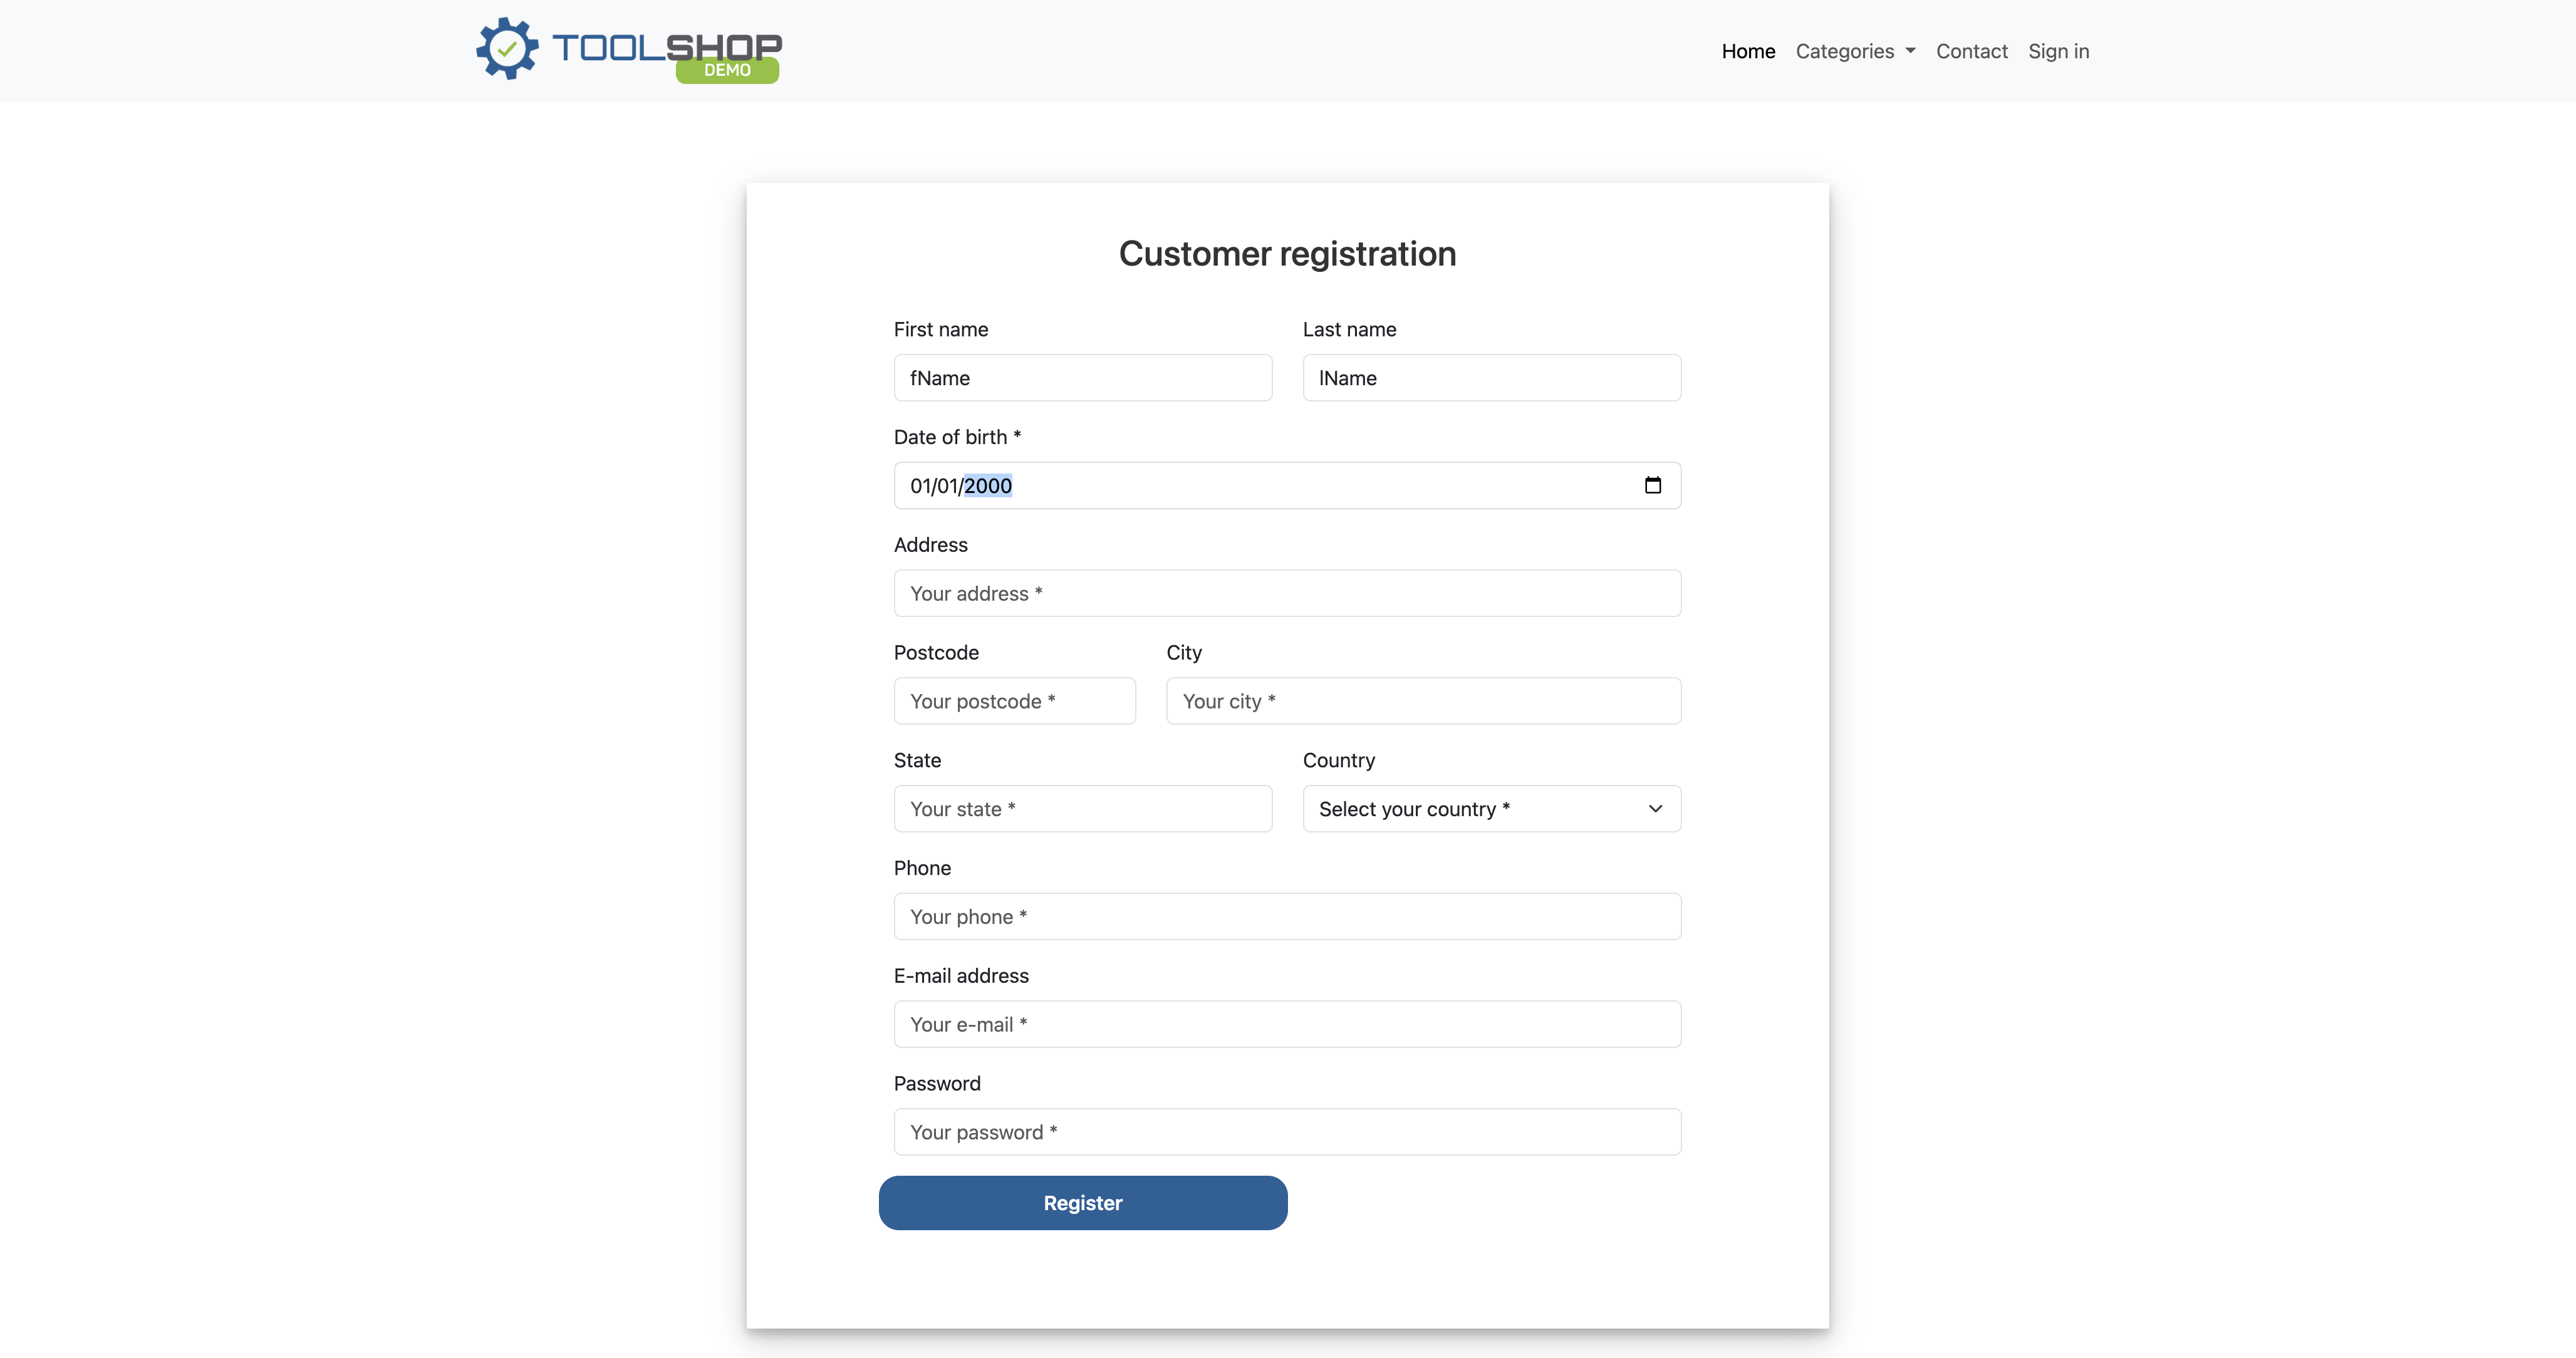 TOOLSHOP
DEMO
Home Categories Contact Sign in
Customer registration
First name Last name
fName lName
Date of birth *
01/01/2000
Address
Your address *
Postcode City
Your postcode * Your city *
State Country
Your state * Select your country *
Phone
Your phone *
E-mail address
Your e-mail *
Password
Your password *
Register